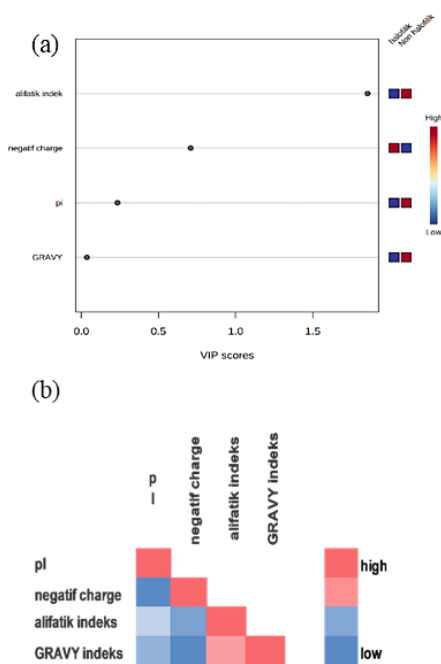 (a)
halofilik
Non halofilik
alifatik indek
negatif charge
pi
GRAVY
High
Low
0.0 0.5 1.0 1.5
VIP scores
(b)
p
I
negatif charge
alifatik indeks
GRAVY indeks
pI
negatif charge
alifatik indeks
GRAVY indeks
high
low